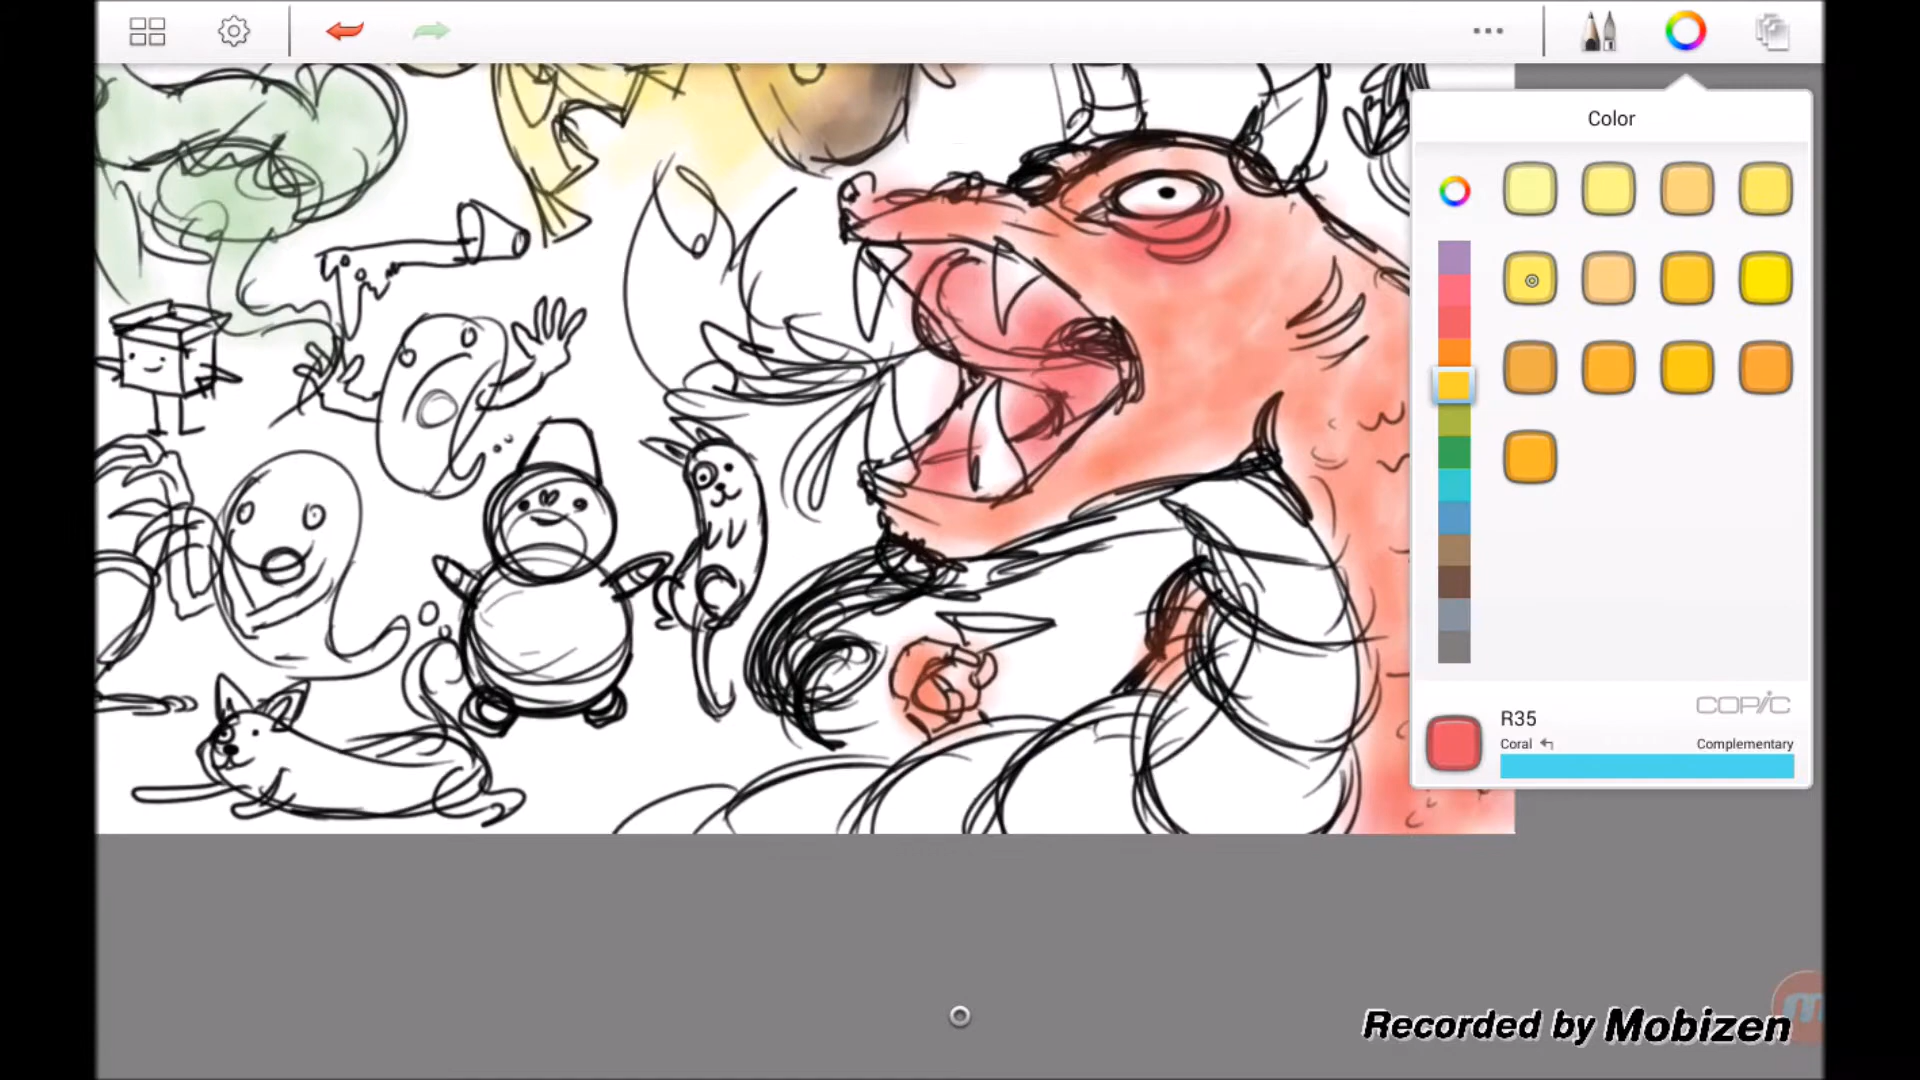 Color
COPIC
R35
Coral
Complementary
Recorded by Mobizen